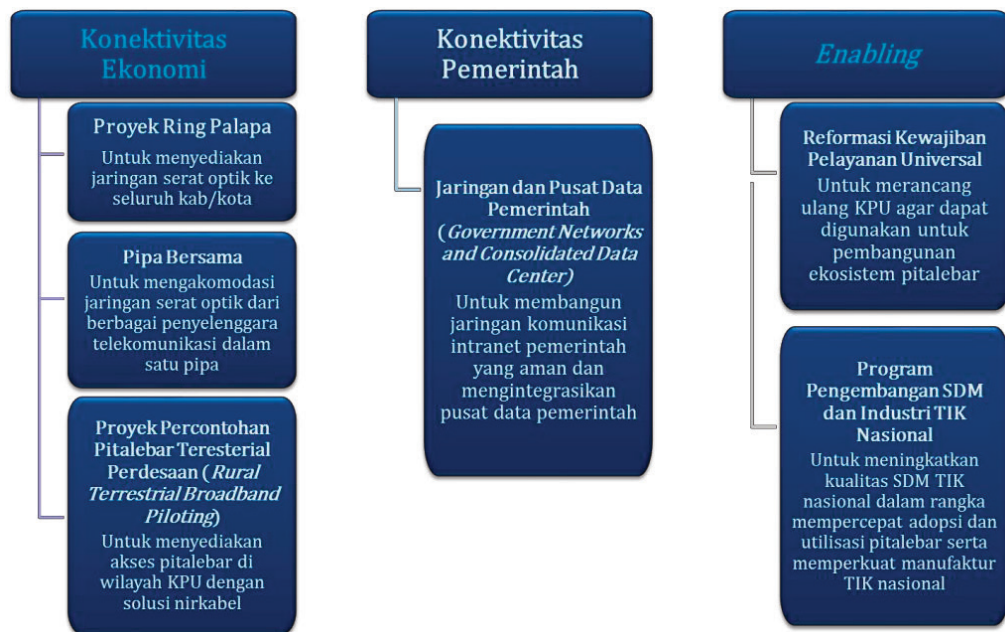 Konektivitas
Ekonomi
Proyek Ring Palapa
Untuk menyediakan
jaringan serat optik ke
seluruh kab/kota
Pipa Bersama
Untuk mengakomodasi
jaringan serat optik dari
berbagai penyelenggara
telekomunikasi dalam
satu pipa
Proyek Percontohan
Pitalebar Teresterial
Perdesaan (Rural
Terrestrial Broadband
Piloting)
Untuk menyediakan
akses pitalebar di
wilayah KPU dengan
solusi nirkabel
Konektivitas
Pemerintah
Jaringan dan Pusat Data
Pemerintah
(Government Networks
and Consolidated Data
Center)
Untuk membangun
jaringan komunikasi
intranet pemerintah
yang aman dan
mengintegrasikan
pusat data pemerintah
Enabling
Reformasi Kewajiban
Pelayanan Universal
Untuk merancang
ulang KPU agar dapat
digunakan untuk
pembangunan
ekosistem pitalebar
Program
Pengembangan SDM
dan Industri TIK
Nasional
Untuk meningkatkan
kualitas SDM TIK
nasional dalam rangka
mempercepat adopsi dan
utilisasi pitalebar serta
memperkuat manufaktur
TIK nasional